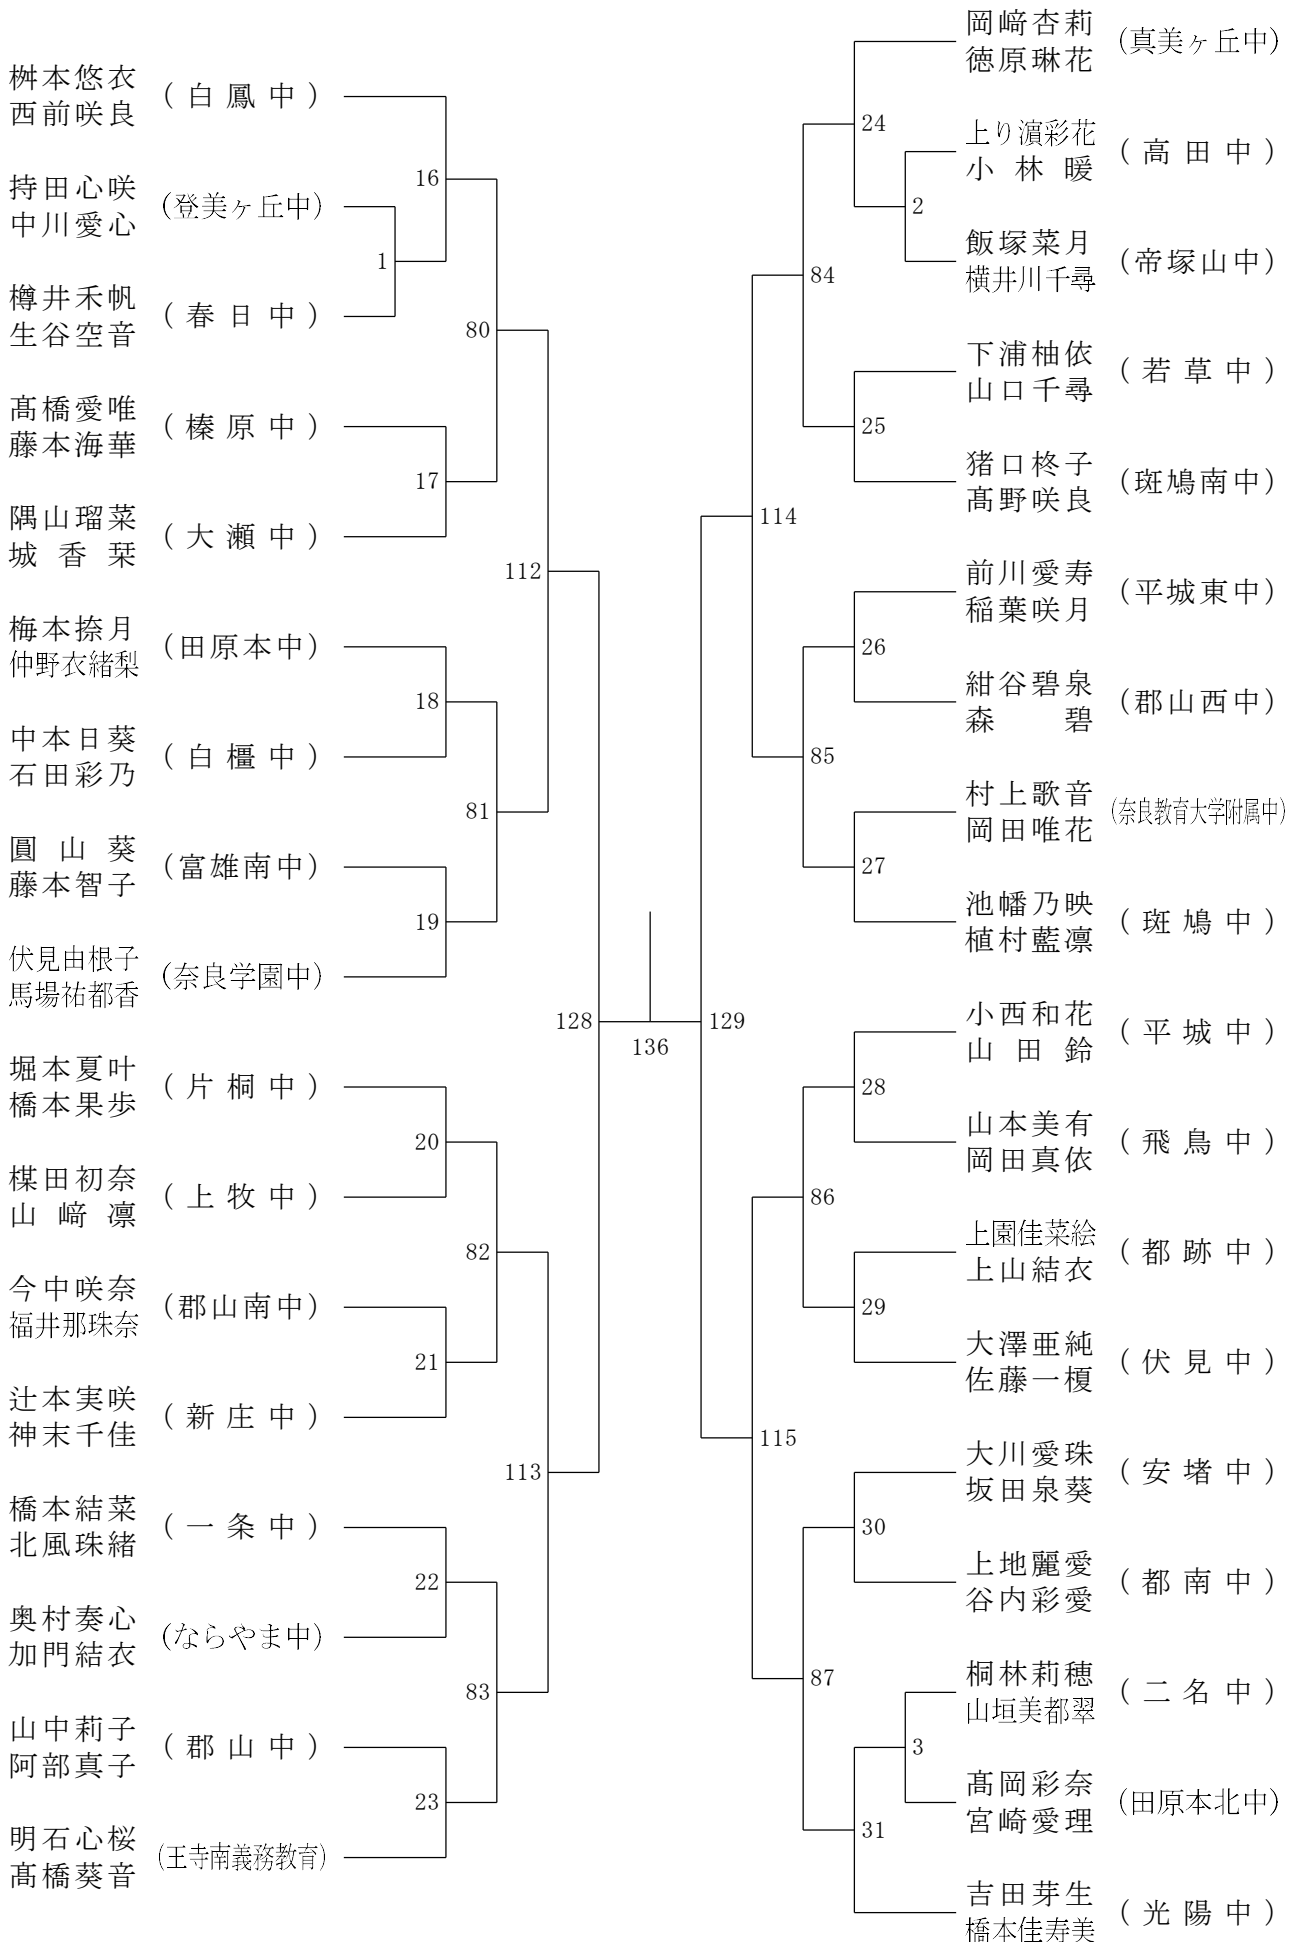 桝本悠衣
西前咲良
(白鳳中)
持田心咲
中川愛心
(登美ヶ丘中)
樽井禾帆
生谷空音
(春日中)
髙橋愛唯
藤本海華
(榛原中)
隅山瑠菜
城香栞
(大瀬中)
梅本捺月
仲野衣緒梨
(田原本中)
中本日葵
石田彩乃
(白橿中)
圓山葵
藤本智子
(富雄南中)
伏見由根子
馬場祐都香
(奈良学園中)
堀本夏叶
橋本果歩
(片桐中)
楳田初奈
山﨑凛
(上牧中)
今中咲奈
福井那珠奈
(郡山南中)
辻本実咲
神末千佳
(新庄中)
橋本結菜
北風珠緒
(一条中)
奥村奏心
加門結衣
(ならやま中)
山中莉子
阿部真子
(郡山中)
明石心桜
髙橋葵音
(王寺南義務教育)
1
16
17
18
19
20
21
22
23
80
81
82
83
112
113
128
136
129
114
115
84
85
86
87
24
25
26
27
28
29
30
31
2
3
岡﨑杏莉
徳原琳花
(真美ヶ丘中)
上り濵彩花
小林暖
(高田中)
飯塚菜月
横井川千尋
(帝塚山中)
下浦柚依
山口千尋
(若草中)
猪口柊子
髙野咲良
(斑鳩南中)
前川愛寿
稲葉咲月
(平城東中)
紺谷碧泉
森碧
(郡山西中)
村上歌音
岡田唯花
(奈良教育大学附属中)
池幡乃映
植村藍凛
(斑鳩中)
小西和花
山田鈴
(平城中)
山本美有
岡田真依
(飛鳥中)
上園佳菜絵
上山結衣
(都跡中)
大澤亜純
佐藤一榎
(伏見中)
大川愛珠
坂田泉葵
(安堵中)
上地麗愛
谷内彩愛
(都南中)
桐林莉穂
山垣美都翠
(二名中)
髙岡彩奈
宮崎愛理
(田原本北中)
吉田芽生
橋本佳寿美
(光陽中)